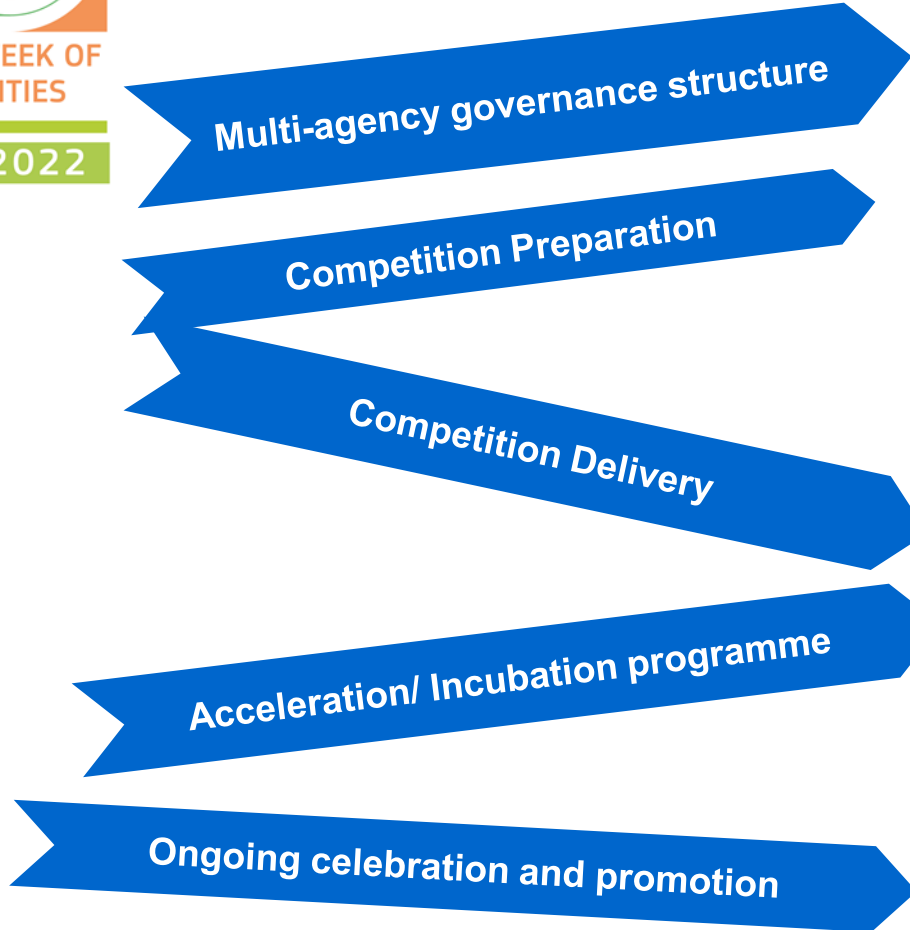 EEK OF
ITIES
2022
Multi-agency governance structure
Competition Preparation
Competition Delivery
Acceleration/ Incubation programme
Ongoing celebration and promotion